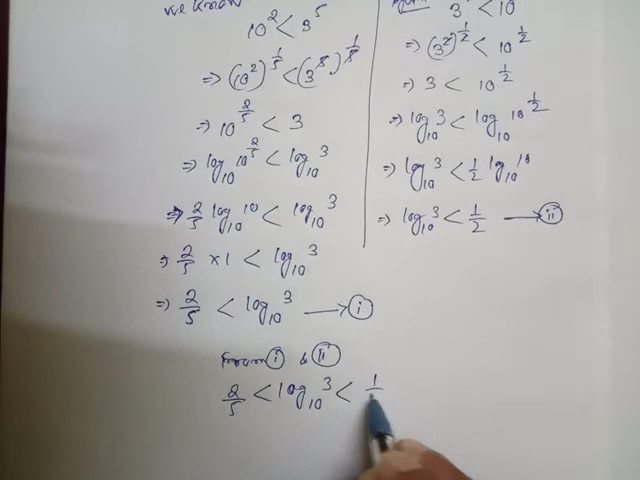 We know
10² < 3⁵
⇒ (10²)^(1/5) < (3⁵)^(1/5)
⇒ 10^(2/5) < 3
⇒ log₁₀ 10^(2/5) < log₁₀ 3
⇒ 2/5 log₁₀ 10 < log₁₀ 3
⇒ 2/5 × 1 < log₁₀ 3
⇒ 2/5 < log₁₀ 3 → (i)
3² < 10
⇒ (3²)^(1/2) < 10^(1/2)
⇒ 3 < 10^(1/2)
⇒ log₁₀ 3 < log₁₀ 10^(1/2)
⇒ log₁₀ 3 < 1/2 log₁₀ 10
⇒ log₁₀ 3 < 1/2 → (ii)
From (i) & (ii)
2/5 < log₁₀ 3 < 1